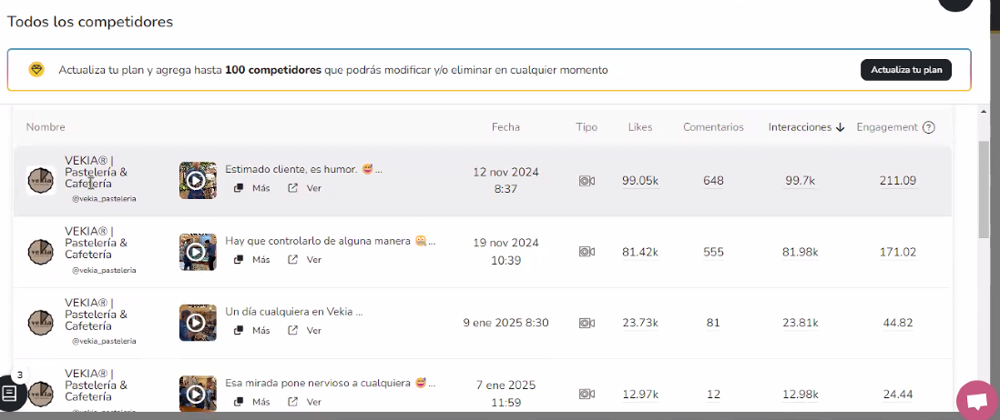 Todos los competidores
Actualiza tu plan y agrega hasta 100 competidores que podrás modificar y/o eliminar en cualquier momento
Actualiza tu plan
Nombre Fecha Tipo Likes Comentarios Interacciones Engagement ?
VEKIA® |
Pastelería &
Cafetería
@vekia_pasteleria
Estimado cliente, es humor. 😅 ...
Más Ver
12 nov 2024
8:37
99.05k 648 99.7k 211.09
VEKIA® |
Pastelería &
Cafetería
@vekia_pasteleria
Hay que controlarlo de alguna manera 🤬 ...
Más Ver
19 nov 2024
10:39
81.42k 555 81.98k 171.02
VEKIA® |
Pastelería &
Cafetería
@vekia_pasteleria
Un día cualquiera en Vekia ...
Más Ver
9 ene 2025 8:30
23.73k 81 23.81k 44.82
VEKIA® |
Pastelería &
Cafetería
Esa mirada pone nervioso a cualquiera 😅 ...
Más Ver
7 ene 2025
11:59
12.97k 12 12.98k 24.44
3